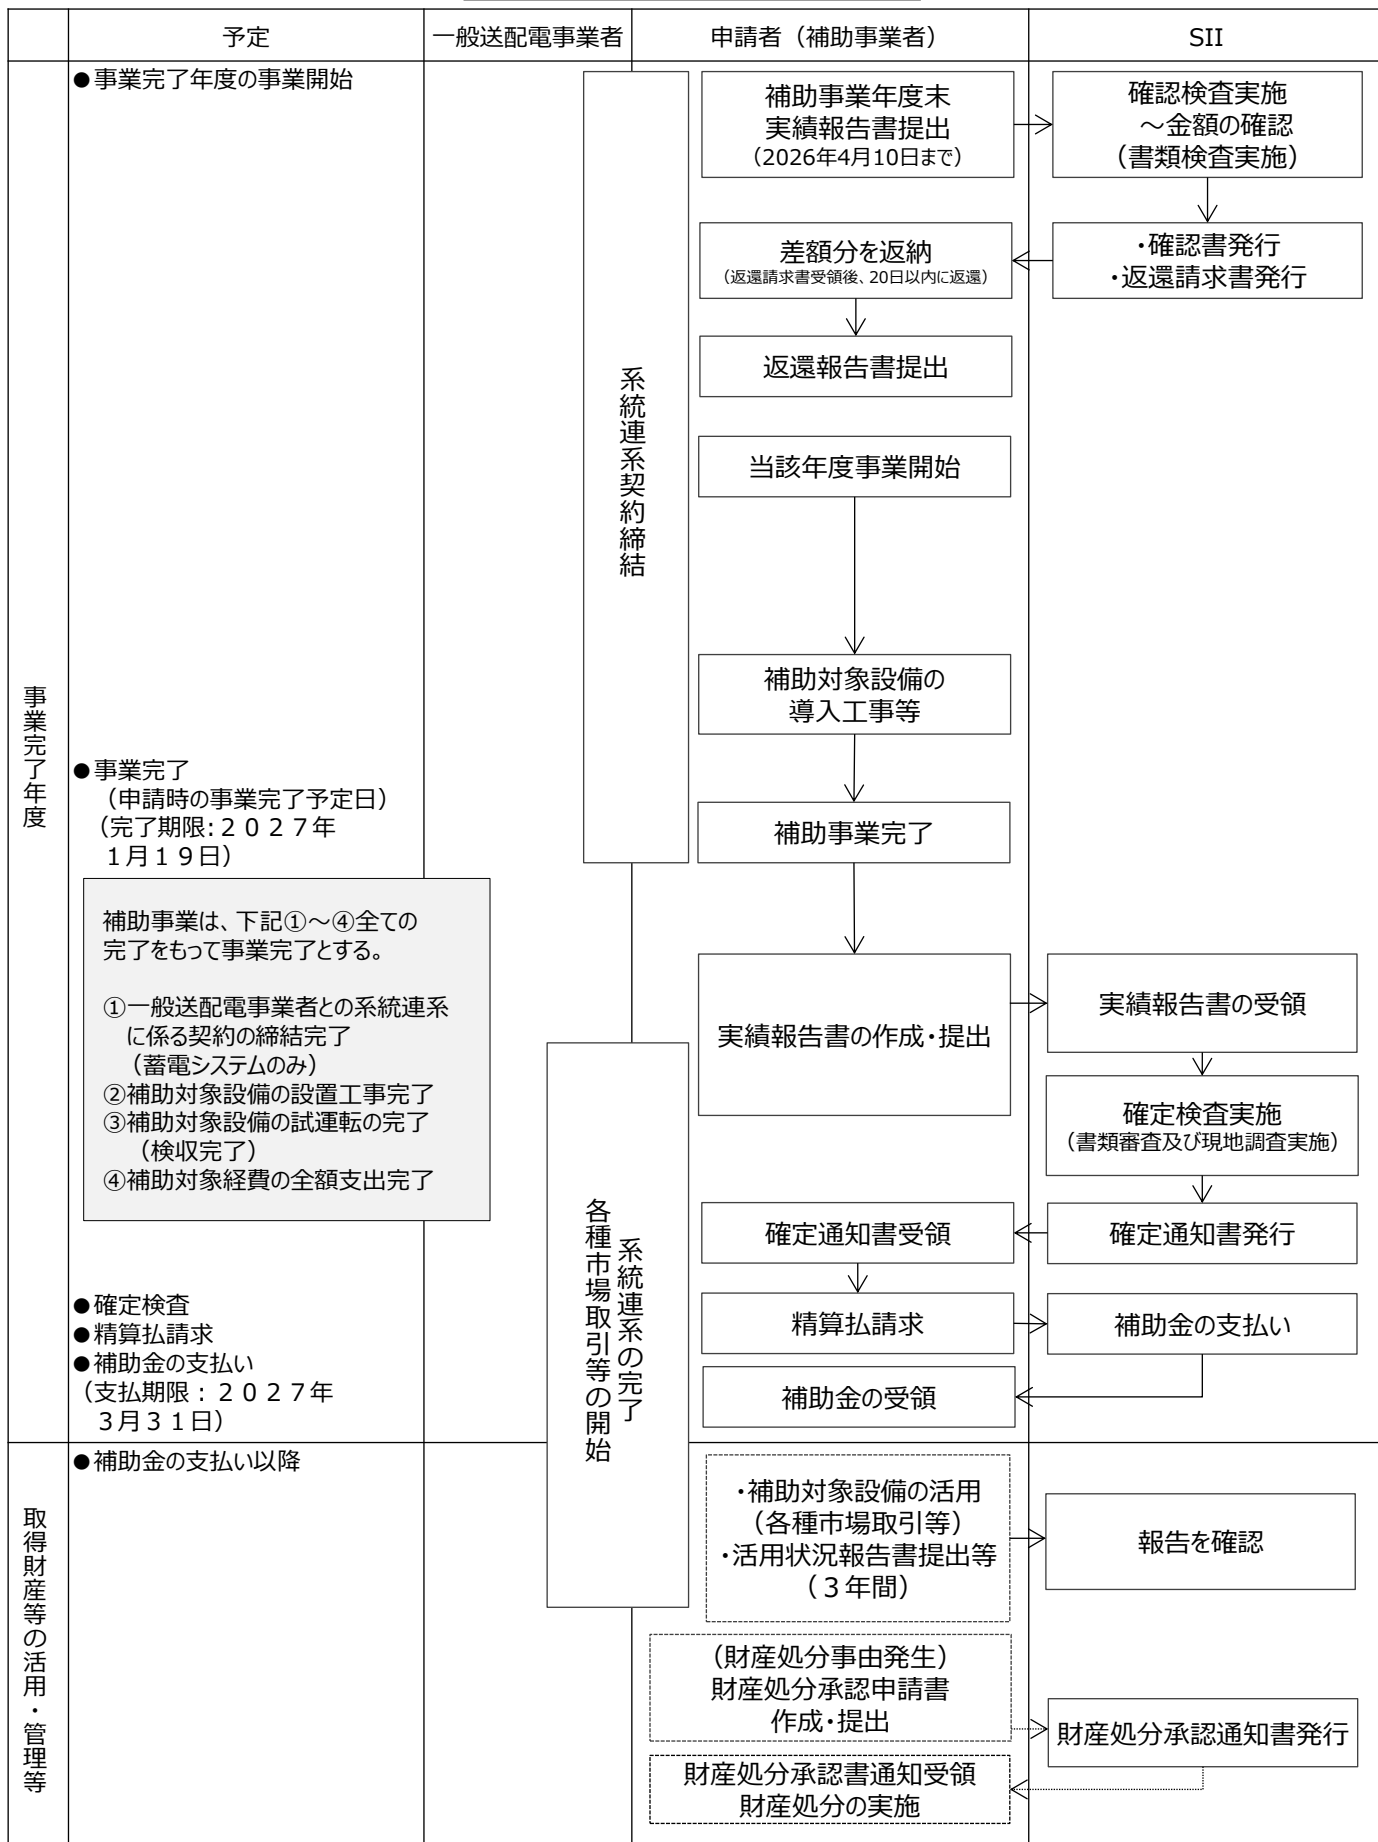 予定
一般送配電事業者
申請者（補助事業者）
SII
事業完了年度
●事業完了年度の事業開始
補助事業年度末
実績報告書提出
（2026年4月10日まで）
確認検査実施
～金額の確認
（書類検査実施）
・確認書発行
・返還請求書発行
差額分を返納
（返還請求書受領後、20日以内に返還）
返還報告書提出
系統連系契約締結
当該年度事業開始
補助対象設備の
導入工事等
●事業完了
（申請時の事業完了予定日）
（完了期限：２０２７年
１月１９日）
補助事業完了
補助事業は、下記①～④全ての
完了をもって事業完了とする。
①一般送配電事業者との系統連系
に係る契約の締結完了
（蓄電システムのみ）
②補助対象設備の設置工事完了
③補助対象設備の試運転の完了
（検収完了）
④補助対象経費の全額支出完了
実績報告書の作成・提出
実績報告書の受領
確定検査実施
（書類審査及び現地調査実施）
確定通知書発行
確定通知書受領
系統連系の完了
各種市場取引等の開始
●確定検査
●精算払請求
●補助金の支払い
（支払期限：２０２７年
３月３１日）
精算払請求
補助金の支払い
補助金の受領
取得財産等の活用・管理等
●補助金の支払い以降
・補助対象設備の活用
（各種市場取引等）
・活用状況報告書提出等
（３年間）
報告を確認
（財産処分事由発生）
財産処分承認申請書
作成・提出
財産処分承認通知書発行
財産処分承認書通知受領
財産処分の実施